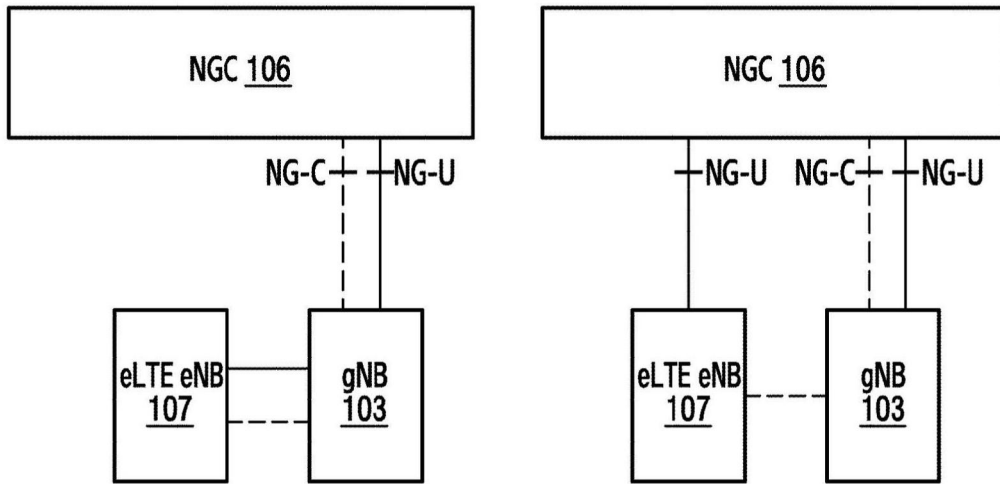 NGC 106
NG-C
NG-U
eLTE eNB
107
gNB
103
NGC 106
NG-U
NG-C
NG-U
eLTE eNB
107
gNB
103